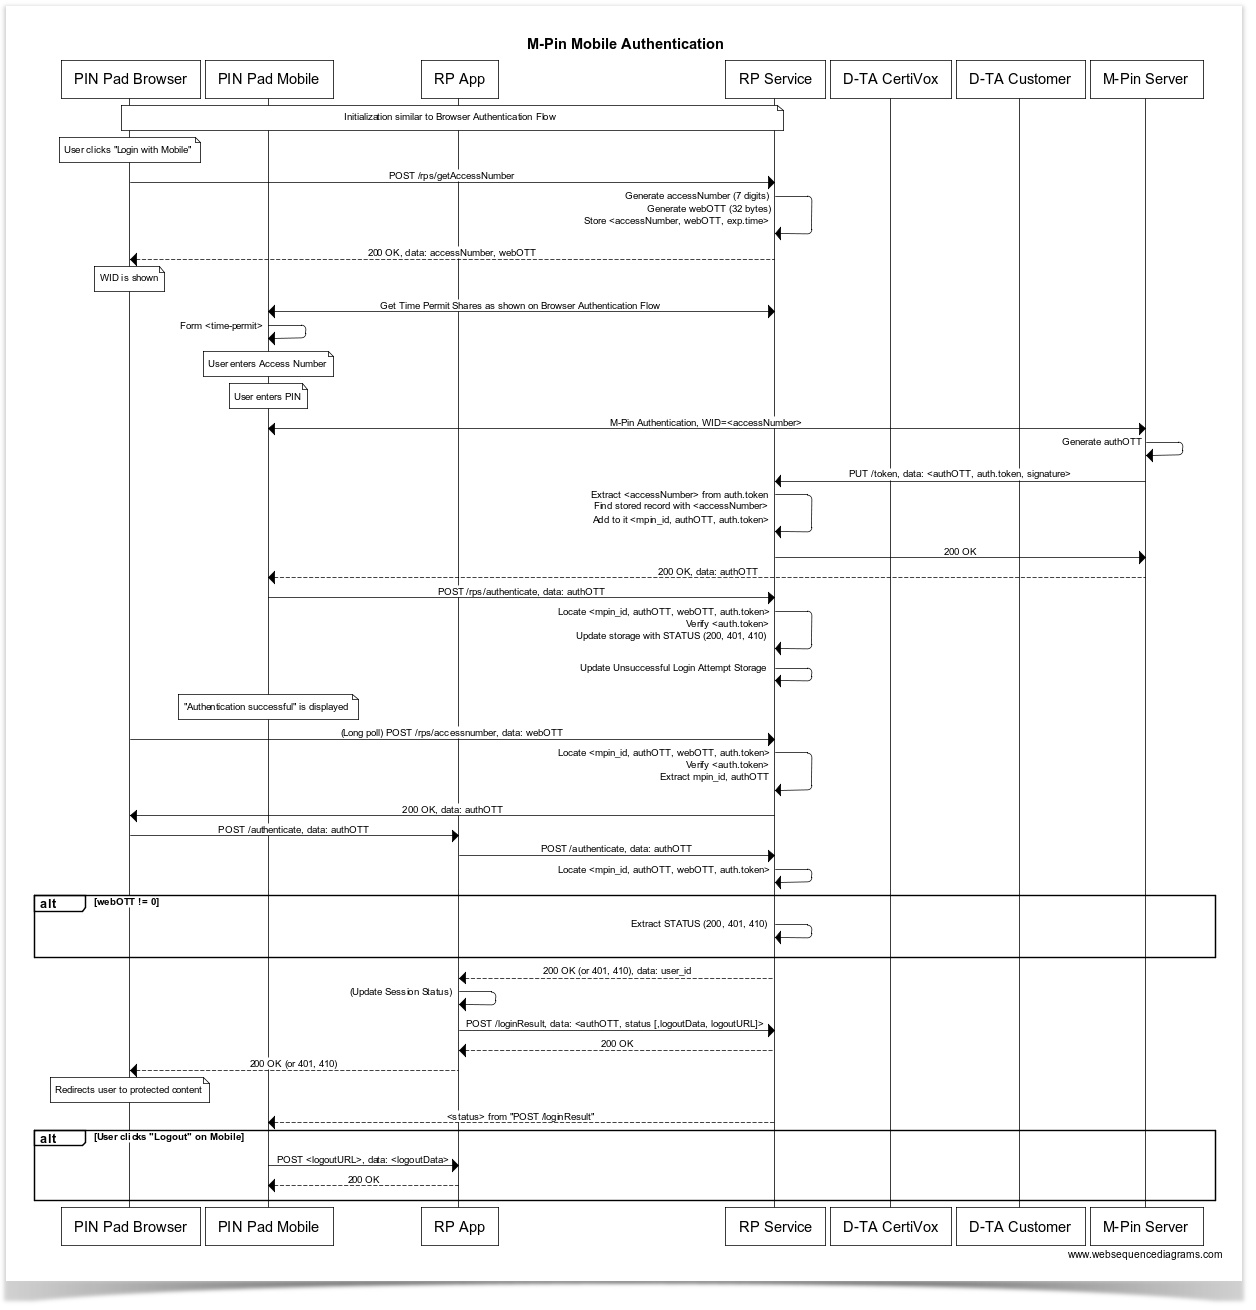 M-Pin Mobile Authentication
PIN Pad Browser
PIN Pad Mobile
RP App
RP Service
D-TA CertiVox
D-TA Customer
M-Pin Server
Initialization similar to Browser Authentication Flow
User clicks "Login with Mobile"
POST /rps/getAccessNumber
Generate accessNumber (7 digits)
Generate webOTT (32 bytes)
Store <accessNumber, webOTT, exp.time>
200 OK, data: accessNumber, webOTT
WID is shown
Get Time Permit Shares as shown on Browser Authentication Flow
Form <time-permit>
User enters Access Number
User enters PIN
M-Pin Authentication, WID=<accessNumber>
Generate authOTT
PUT /token, data: <authOTT, auth.token, signature>
Extract <accessNumber> from auth.token
Find stored record with <accessNumber>
Add to it <mpin_id, authOTT, auth.token>
200 OK
200 OK, data: authOTT
POST /rps/authenticate, data: authOTT
Locate <mpin_id, authOTT, webOTT, auth.token>
Verify <auth.token>
Update storage with STATUS (200, 401, 410)
Update Unsuccessful Login Attempt Storage
"Authentication successful" is displayed
(Long poll) POST /rps/accessnumber, data: webOTT
Locate <mpin_id, authOTT, webOTT, auth.token>
Verify <auth.token>
Extract mpin_id, authOTT
200 OK, data: authOTT
POST /authenticate, data: authOTT
POST /authenticate, data: authOTT
Locate <mpin_id, authOTT, webOTT, auth.token>
alt [webOTT != 0]
Extract STATUS (200, 401, 410)
200 OK (or 401, 410), data: user_id
(Update Session Status)
POST /loginResult, data: <authOTT, status [,logoutData, logoutURL]>
200 OK
200 OK (or 401, 410)
Redirects user to protected content
<status> from "POST /loginResult"
alt [User clicks "Logout" on Mobile]
POST <logoutURL>, data: <logoutData>
200 OK
PIN Pad Browser
PIN Pad Mobile
RP App
RP Service
D-TA CertiVox
D-TA Customer
M-Pin Server
www.websequencediagrams.com